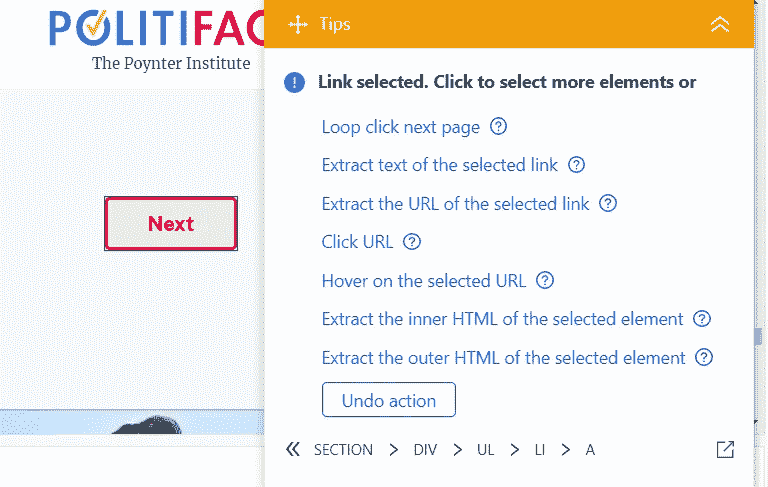 POLITIFAC
The Poynter Institute
Next
Tips
! Link selected. Click to select more elements or
Loop click next page ?
Extract text of the selected link ?
Extract the URL of the selected link ?
Click URL ?
Hover on the selected URL ?
Extract the inner HTML of the selected element ?
Extract the outer HTML of the selected element ?
Undo action
« SECTION > DIV > UL > LI > A